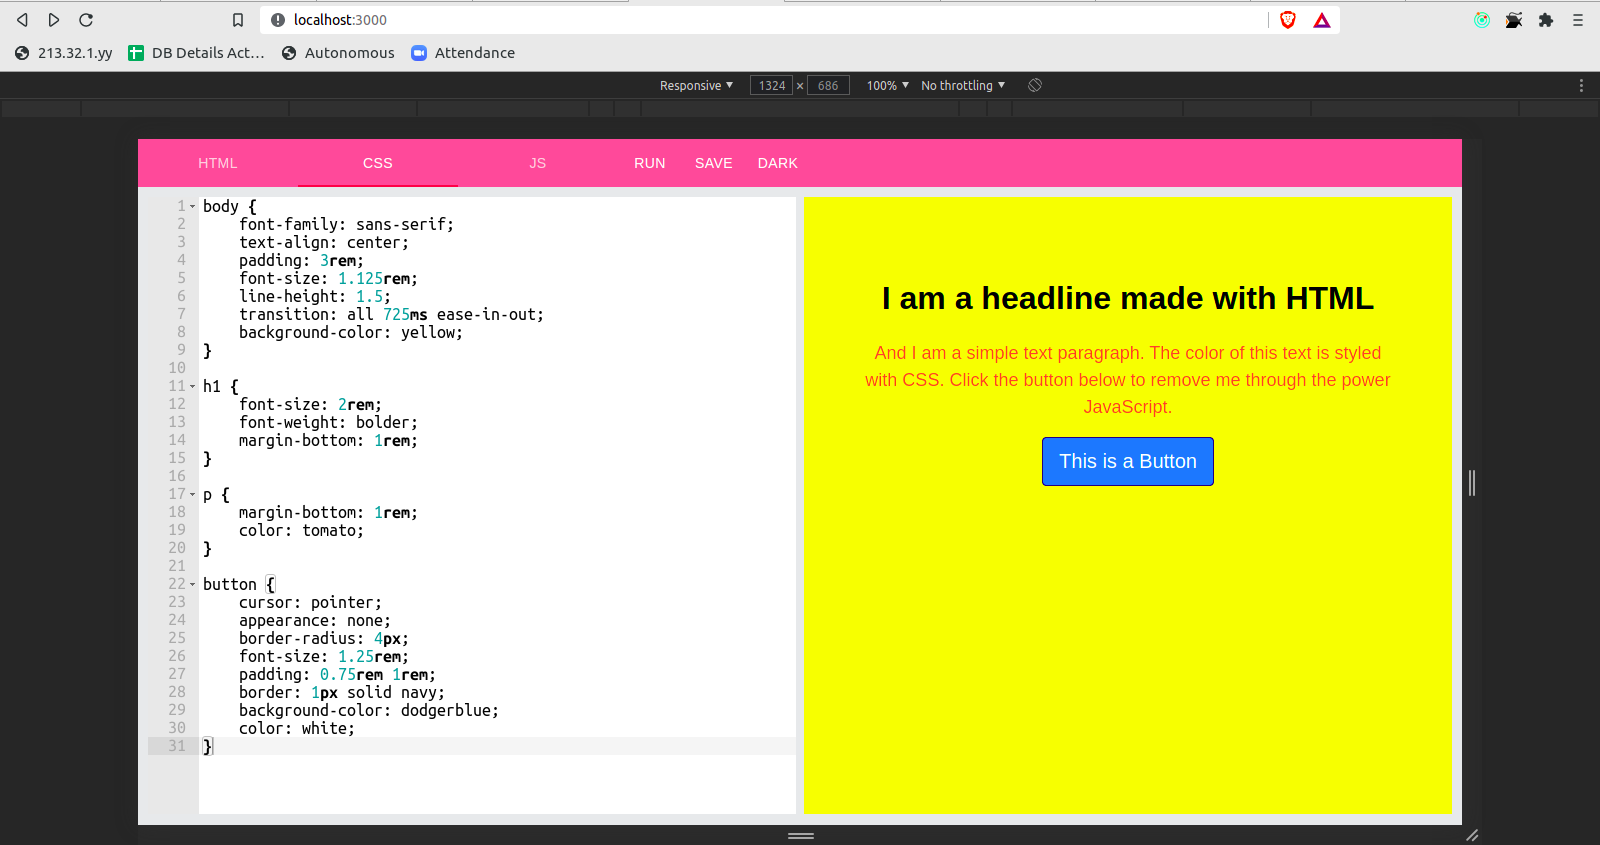 localhost:3000
213.32.1.yy DB Details Act... Autonomous Attendance
Responsive ▼ 1324 × 686 100% ▼ No throttling ▼
HTML CSS JS RUN SAVE DARK
1 body {
2 font-family: sans-serif;
3 text-align: center;
4 padding: 3rem;
5 font-size: 1.125rem;
6 line-height: 1.5;
7 transition: all 725ms ease-in-out;
8 background-color: yellow;
9 }
10
11 h1 {
12 font-size: 2rem;
13 font-weight: bolder;
14 margin-bottom: 1rem;
15 }
16
17 p {
18 margin-bottom: 1rem;
19 color: tomato;
20 }
21
22 button {
23 cursor: pointer;
24 appearance: none;
25 border-radius: 4px;
26 font-size: 1.25rem;
27 padding: 0.75rem 1rem;
28 border: 1px solid navy;
29 background-color: dodgerblue;
30 color: white;
31 }
I am a headline made with HTML
And I am a simple text paragraph. The color of this text is styled
with CSS. Click the button below to remove me through the power
JavaScript.
This is a Button